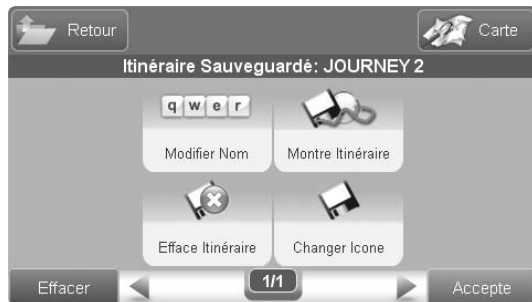 Retour
Carte
Itinéraire Sauveguardé: JOURNEY 2
q w e r
Modifier Nom
Montre Itinéraire
Efface Itinéraire
Changer Icone
Effacer
1/1
Accepte